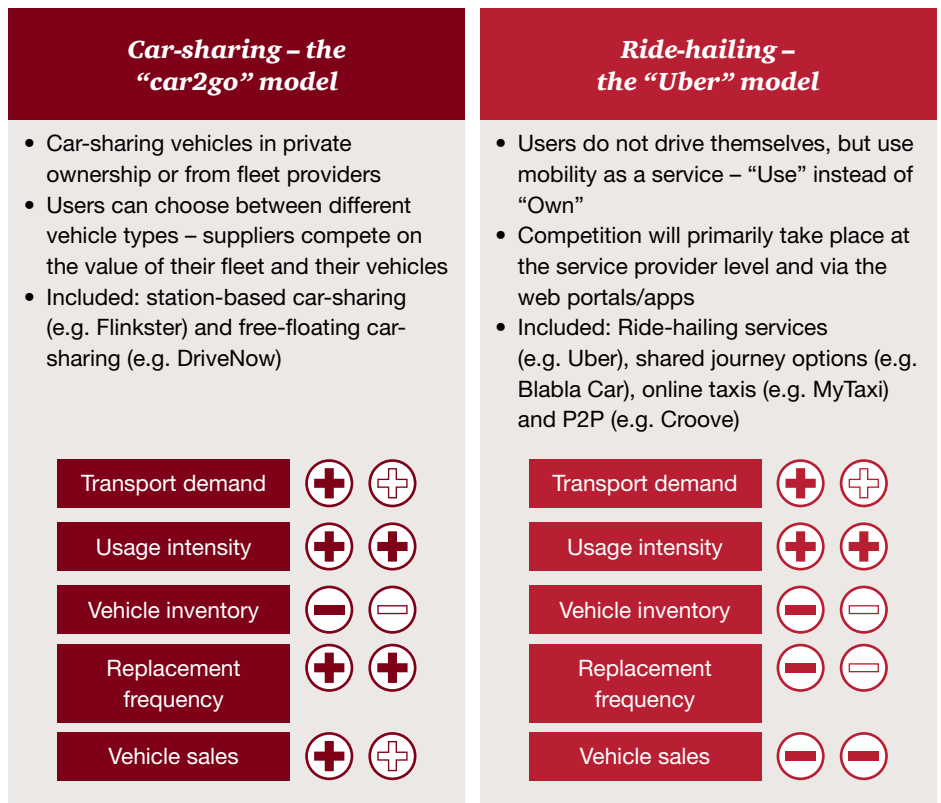 Car-sharing – the
“car2go” model
• Car-sharing vehicles in private
ownership or from fleet providers
• Users can choose between different
vehicle types – suppliers compete on
the value of their fleet and their vehicles
• Included: station-based car-sharing
(e.g. Flinkster) and free-floating car-
sharing (e.g. DriveNow)
Transport demand
Usage intensity
Vehicle inventory
Replacement
frequency
Vehicle sales
Ride-hailing –
the “Uber” model
• Users do not drive themselves, but use
mobility as a service – “Use” instead of
“Own”
• Competition will primarily take place at
the service provider level and via the
web portals/apps
• Included: Ride-hailing services
(e.g. Uber), shared journey options (e.g.
Blabla Car), online taxis (e.g. MyTaxi)
and P2P (e.g. Croove)
Transport demand
Usage intensity
Vehicle inventory
Replacement
frequency
Vehicle sales